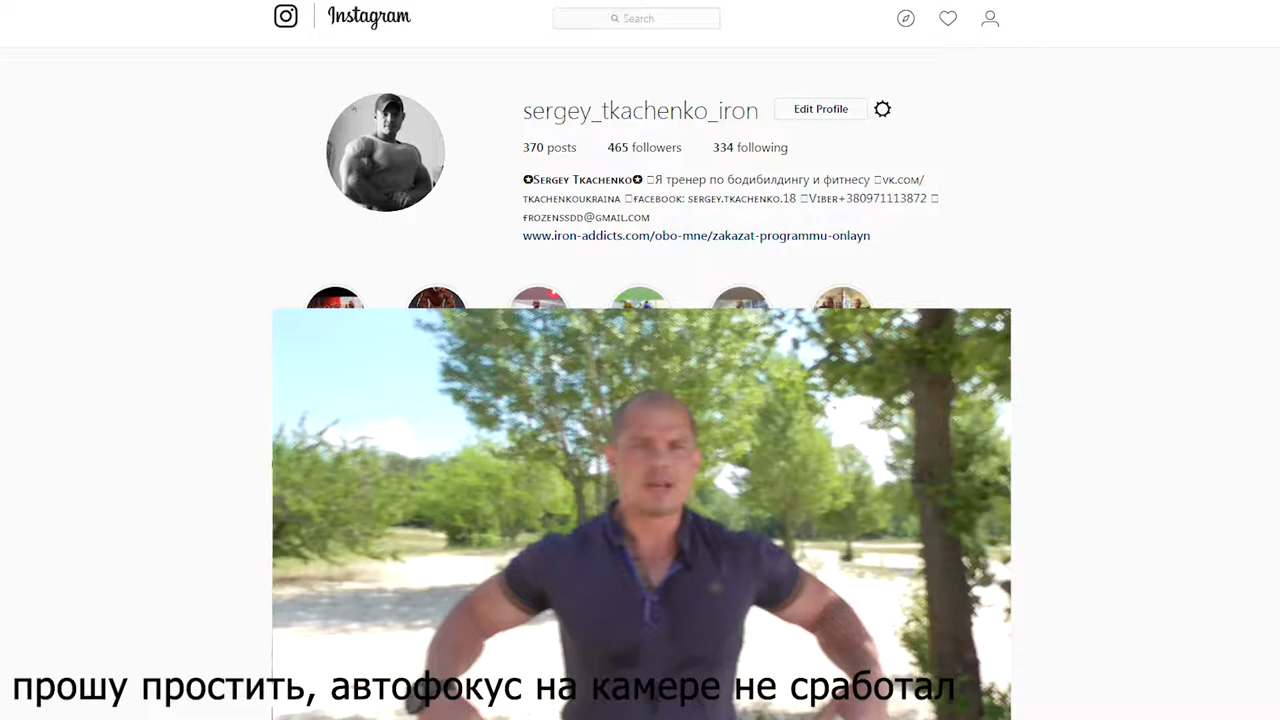 Instagram
Search
sergey_tkachenko_iron Edit Profile
370 posts 465 followers 334 following
✪Sergey Tkachenko✪ Я тренер по бодибилдингу и фитнесу vk.com/
tkachenkoukraina facebook: sergey.tkachenko.18 Viber+380971113872
frozenssdd@gmail.com
www.iron-addicts.com/obo-mne/zakazat-programmu-onlayn
прошу простить, автофокус на камере не сработал